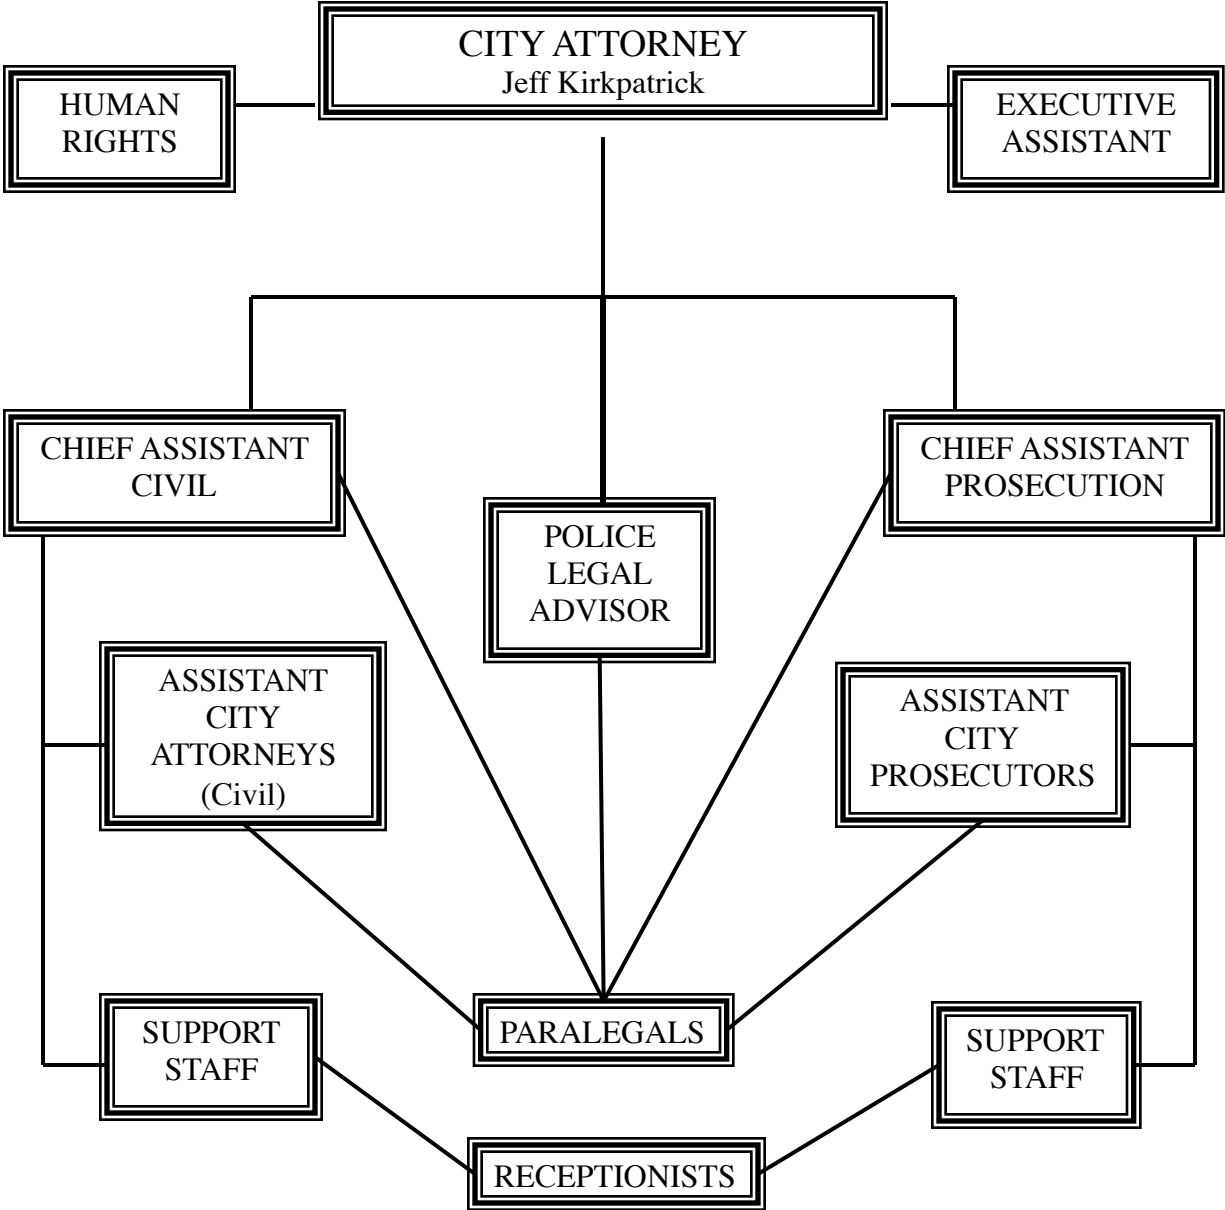 CITY ATTORNEY
Jeff Kirkpatrick
HUMAN
RIGHTS
EXECUTIVE
ASSISTANT
CHIEF ASSISTANT
CIVIL
CHIEF ASSISTANT
PROSECUTION
POLICE
LEGAL
ADVISOR
ASSISTANT
CITY
ATTORNEYS
(Civil)
ASSISTANT
CITY
PROSECUTORS
SUPPORT
STAFF
PARALEGALS
SUPPORT
STAFF
RECEPTIONISTS